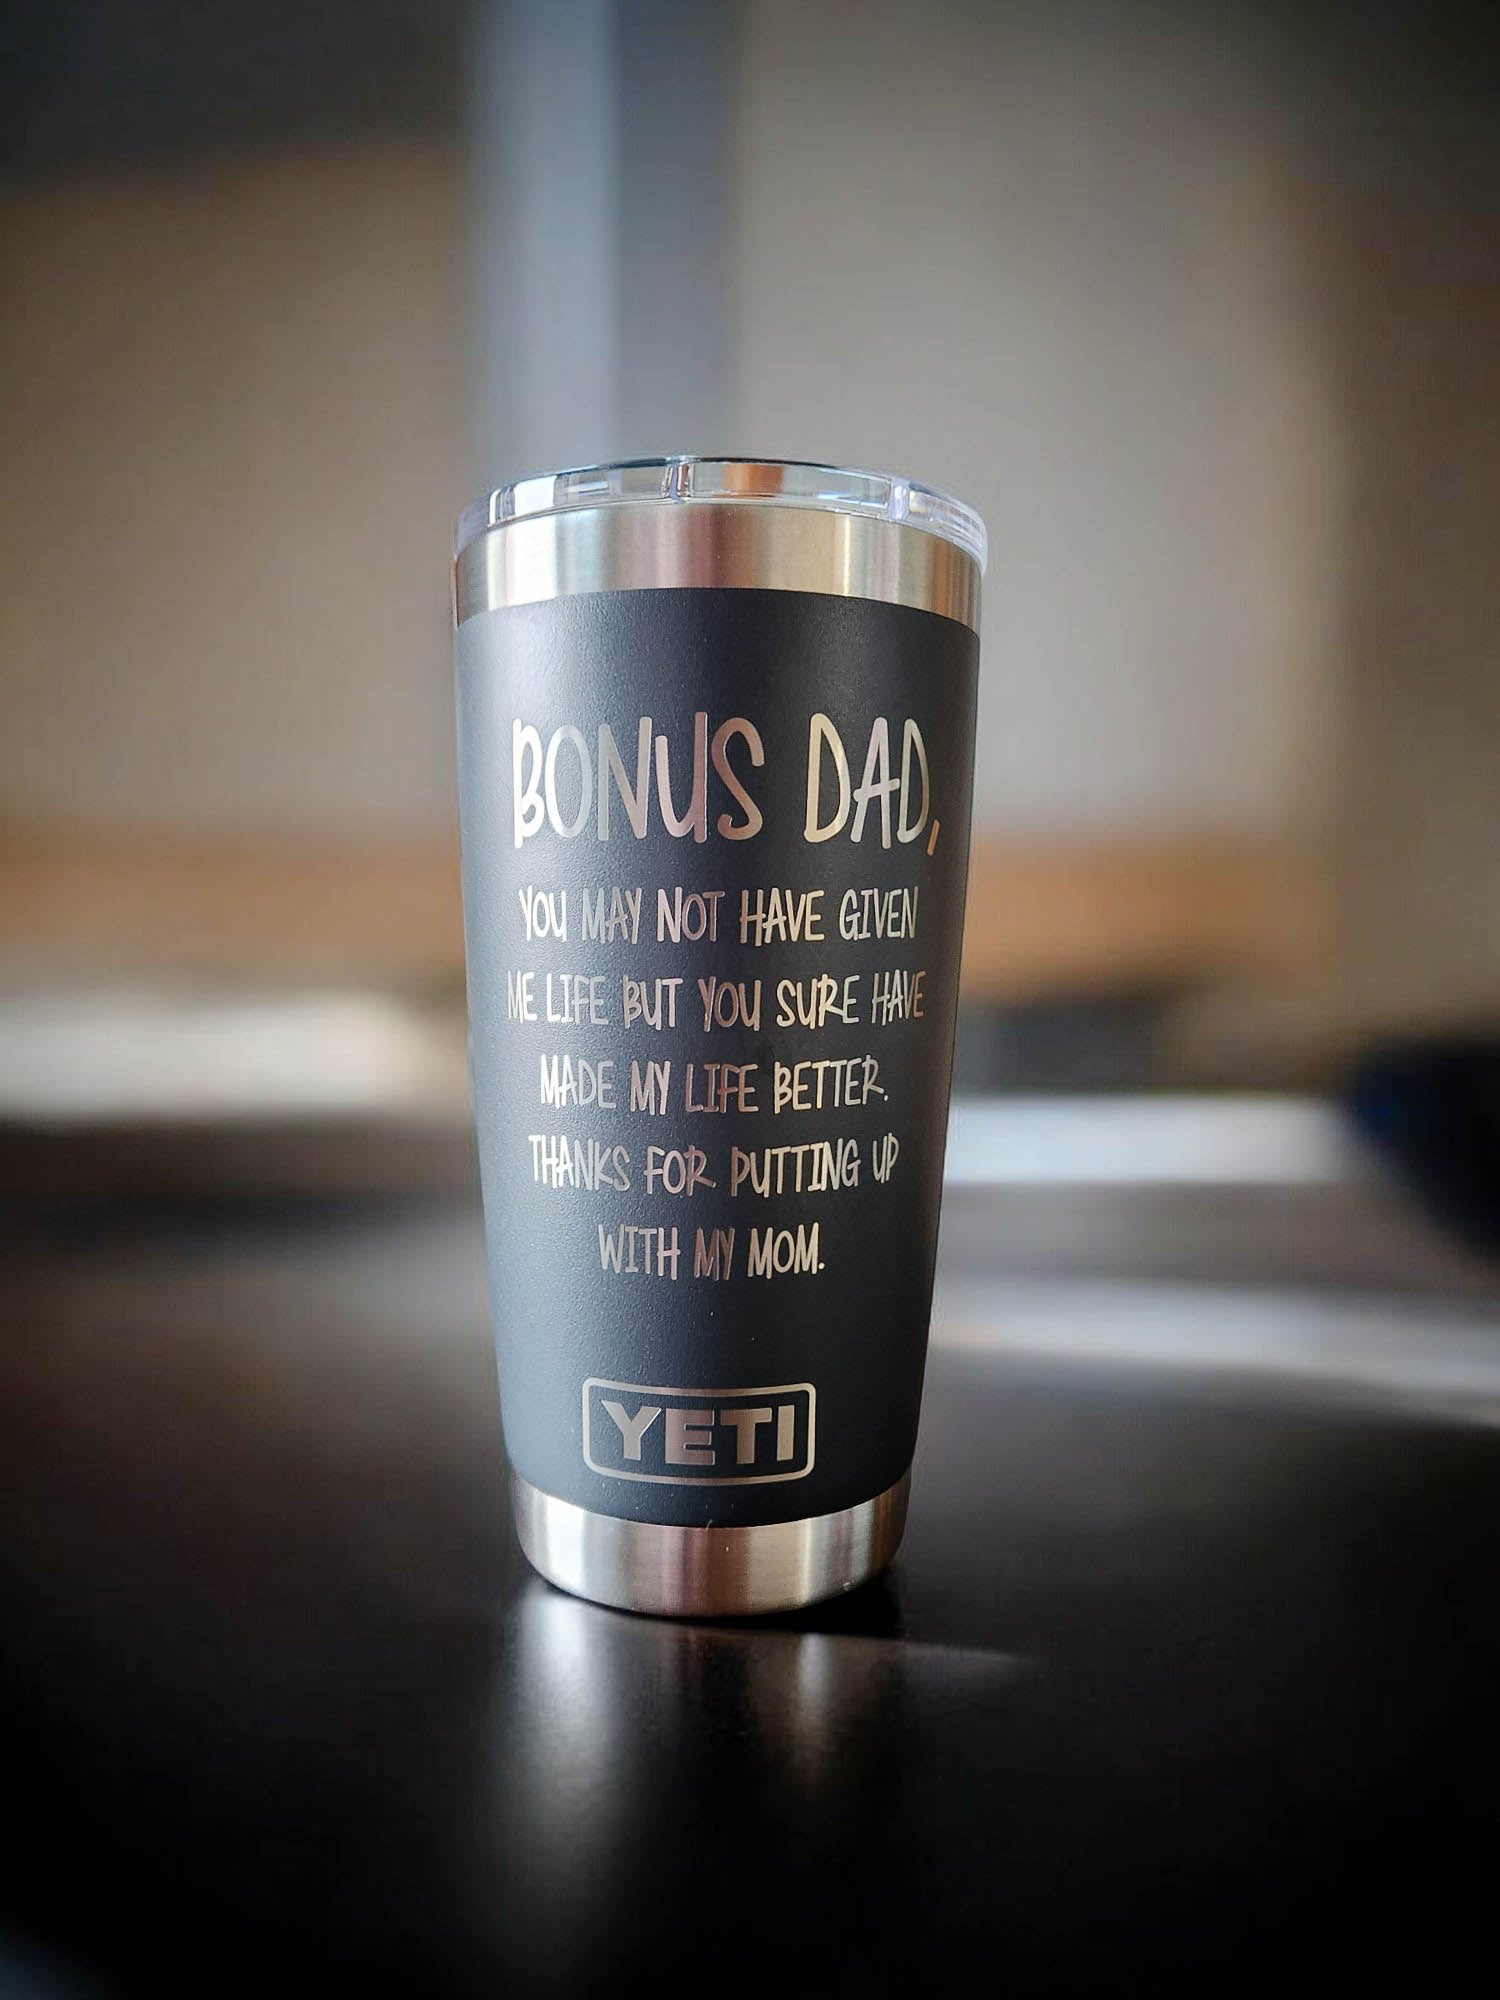 BONUS DAD,
YOU MAY NOT HAVE GIVEN
ME LIFE BUT YOU SURE HAVE
MADE MY LIFE BETTER.
THANKS FOR PUTTING UP
WITH MY MOM.
YETI